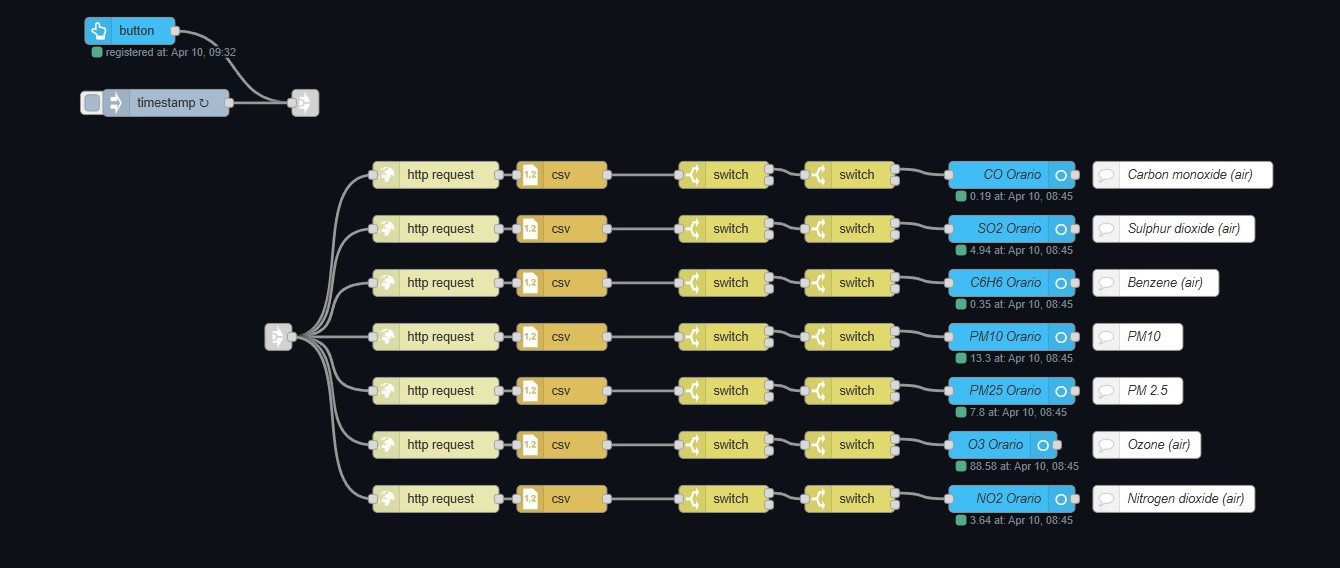 button
registered at: Apr 10, 09:32
timestamp ↻
http request 1,2 csv switch switch CO Orario Carbon monoxide (air)
0.19 at: Apr 10, 08:45
http request 1,2 csv switch switch SO2 Orario Sulphur dioxide (air)
4.94 at: Apr 10, 08:45
http request 1,2 csv switch switch C6H6 Orario Benzene (air)
0.35 at: Apr 10, 08:45
http request 1,2 csv switch switch PM10 Orario PM10
13.3 at: Apr 10, 08:45
http request 1,2 csv switch switch PM25 Orario PM 2.5
7.8 at: Apr 10, 08:45
http request 1,2 csv switch switch O3 Orario Ozone (air)
88.58 at: Apr 10, 08:45
http request 1,2 csv switch switch NO2 Orario Nitrogen dioxide (air)
3.64 at: Apr 10, 08:45